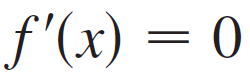 f′(x) = 0